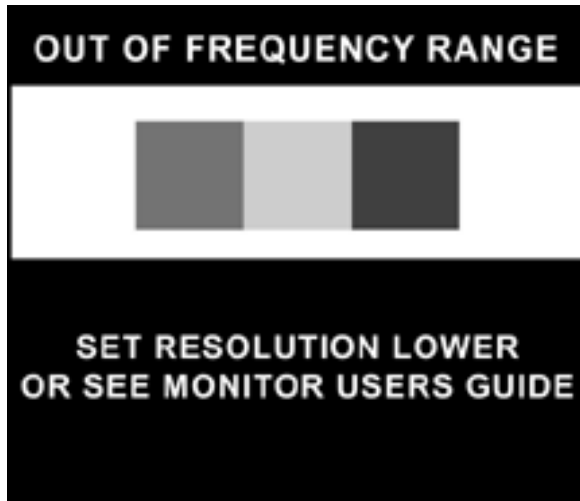 OUT OF FREQUENCY RANGE
SET RESOLUTION LOWER
OR SEE MONITOR USERS GUIDE